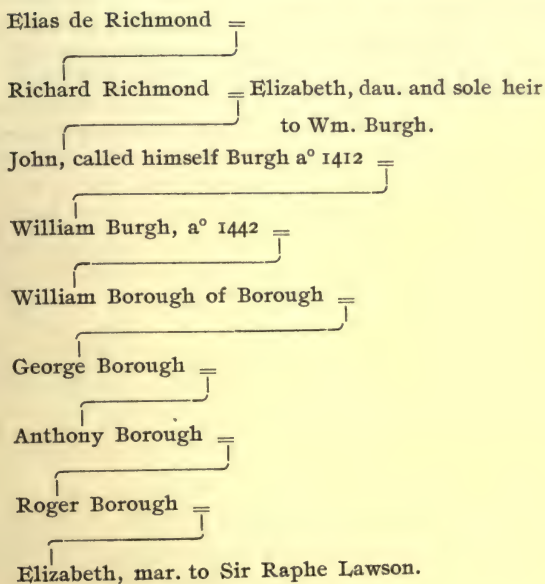 Elias de Richmond =
Richard Richmond = Elizabeth, dau. and sole heir
to Wm. Burgh.
John, called himself Burgh aº 1412 =
William Burgh, aº 1442 =
William Borough of Borough =
George Borough =
Anthony Borough =
Roger Borough =
Elizabeth, mar. to Sir Raphe Lawson.